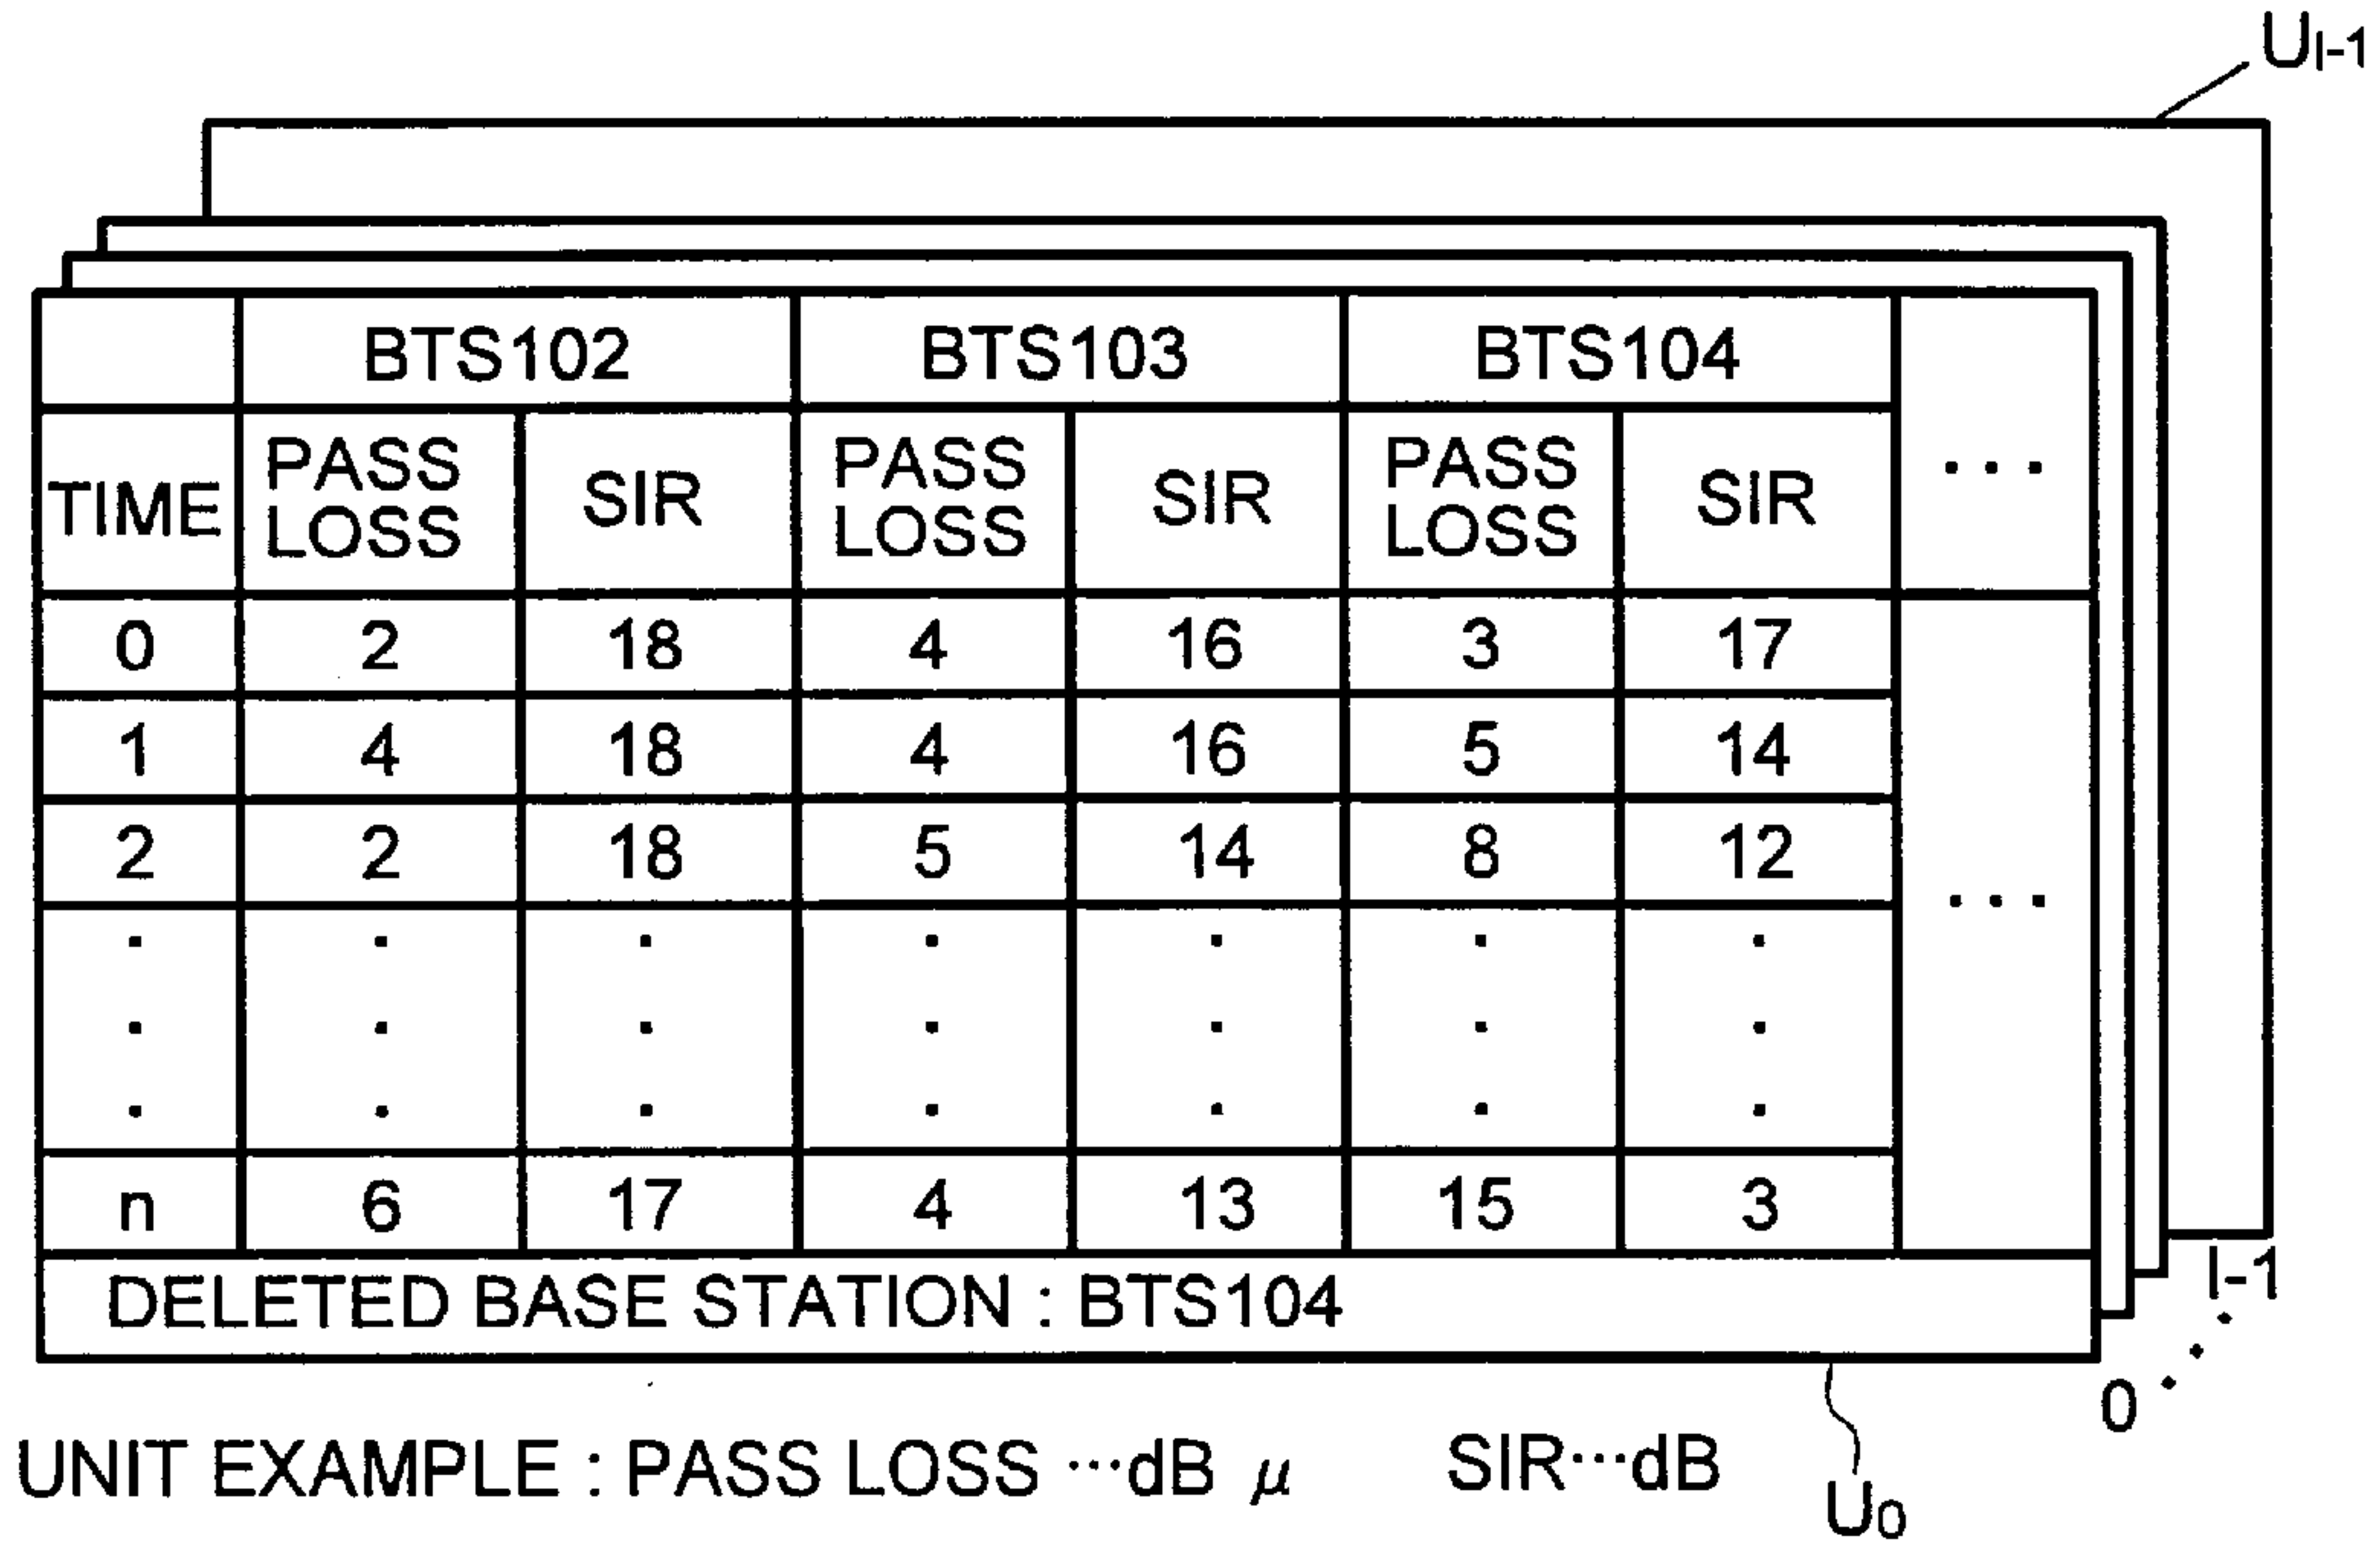 U I-1
BTS102 BTS103 BTS104
TIME PASS LOSS SIR PASS LOSS SIR PASS LOSS SIR ···
0 2 18 4 16 3 17
1 4 18 4 16 5 14
2 2 18 5 14 8 12 ···
· · · · · · ·
· · · · · · ·
· · · · · · ·
n 6 17 4 13 15 3
DELETED BASE STATION : BTS104
I-1
0
UNIT EXAMPLE : PASS LOSS ···dB μ SIR···dB
U0